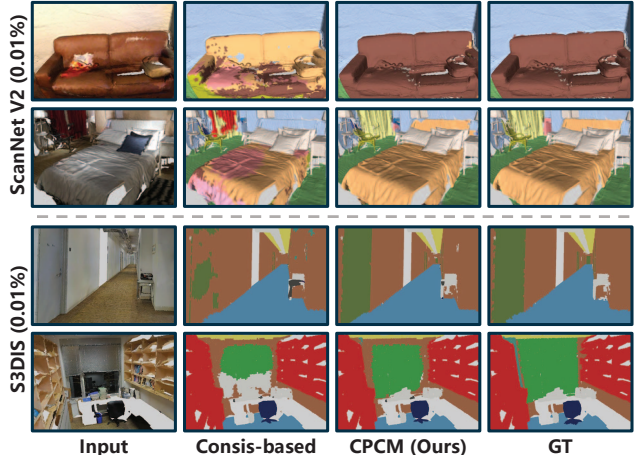 ScanNet V2 (0.01%)
S3DIS (0.01%)
Input Consis-based CPCM (Ours) GT